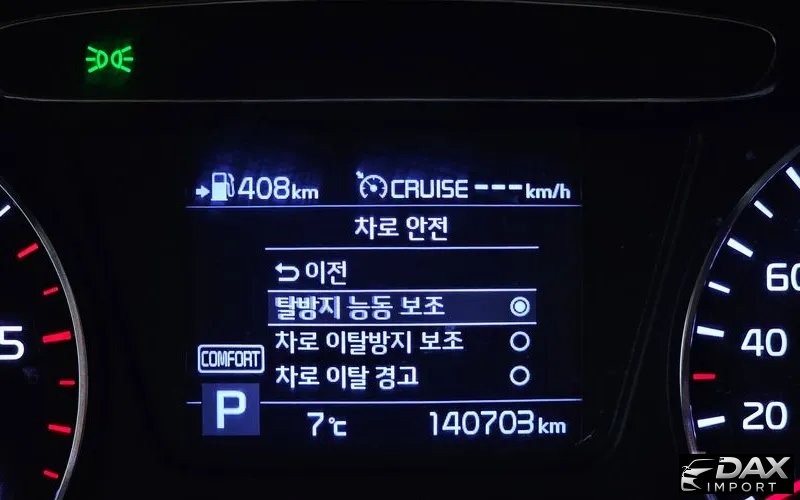 408km CRUISE ---km/h
차로 안전
이전
탈방지 능동 보조
차로 이탈방지 보조
차로 이탈 경고
COMFORT
P
7℃ 140703 km
5
60
40
20
DAX
IMPORT